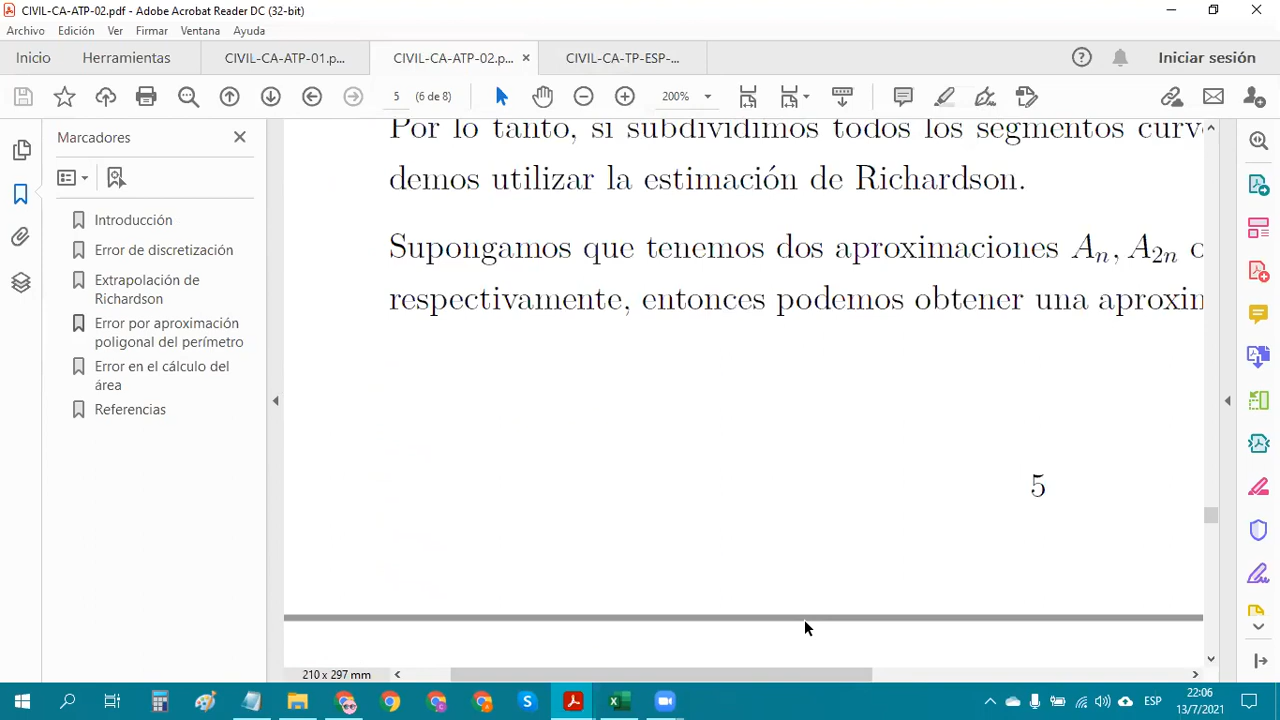 CIVIL-CA-ATP-02.pdf - Adobe Acrobat Reader DC (32-bit)
Archivo Edición Ver Firmar Ventana Ayuda
Inicio Herramientas CIVIL-CA-ATP-01.p... CIVIL-CA-ATP-02.p... × CIVIL-CA-TP-ESP-... Iniciar sesión
5 (6 de 8) 200%
Marcadores
Introducción
Error de discretización
Extrapolación de
Richardson
Error por aproximación
poligonal del perímetro
Error en el cálculo del
área
Referencias
Por lo tanto, si subdividimos todos los segmentos curv
demos utilizar la estimación de Richardson.
Supongamos que tenemos dos aproximaciones Aₙ, A₂ₙ c
respectivamente, entonces podemos obtener una aproxin
5
210 x 297 mm
ESP
22:06
13/7/2021